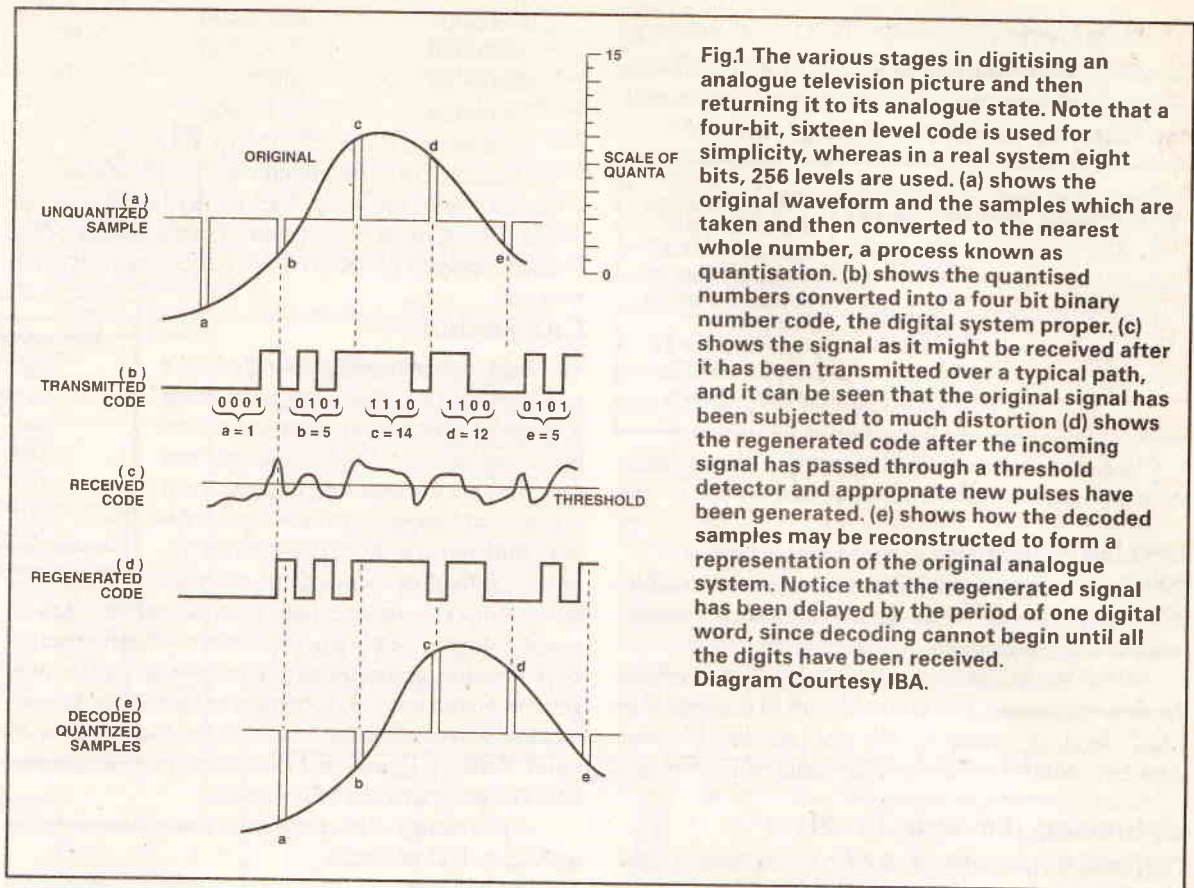 Fig.1 The various stages in digitising an
analogue television picture and then
returning it to its analogue state. Note that a
four-bit, sixteen level code is used for
simplicity, whereas in a real system eight
bits, 256 levels are used. (a) shows the
original waveform and the samples which are
taken and then converted to the nearest
whole number, a process known as
quantisation. (b) shows the quantised
numbers converted into a four bit binary
number code, the digital system proper. (c)
shows the signal as it might be received after
it has been transmitted over a typical path,
and it can be seen that the original signal has
been subjected to much distortion (d) shows
the regenerated code after the incoming
signal has passed through a threshold
detector and appropnate new pulses have
been generated. (e) shows how the decoded
samples may be reconstructed to form a
representation of the original analogue
system. Notice that the regenerated signal
has been delayed by the period of one digital
word, since decoding cannot begin until all
the digits have been received.
Diagram Courtesy IBA.
15
SCALE OF
QUANTA
0
ORIGINAL
(a)
UNQUANTIZED
SAMPLE
a
b
c
d
e
(b)
TRANSMITTED
CODE
0001 0101 1110 1100 0101
a = 1 b = 5 c = 14 d = 12 e = 5
(c)
RECEIVED
CODE
THRESHOLD
(d)
REGENERATED
CODE
(e)
DECODED
QUANTIZED
SAMPLES
a
b
c
d
e